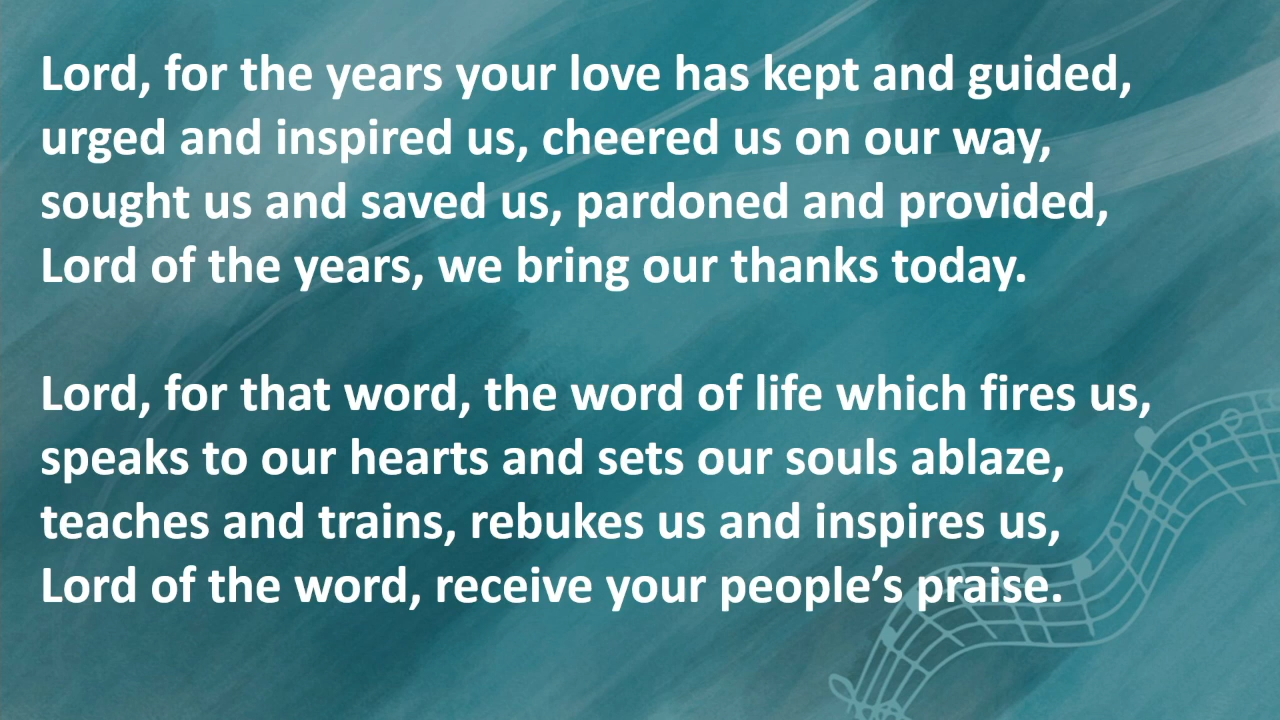 Lord, for the years your love has kept and guided,
urged and inspired us, cheered us on our way,
sought us and saved us, pardoned and provided,
Lord of the years, we bring our thanks today.

Lord, for that word, the word of life which fires us,
speaks to our hearts and sets our souls ablaze,
teaches and trains, rebukes us and inspires us,
Lord of the word, receive your people’s praise.